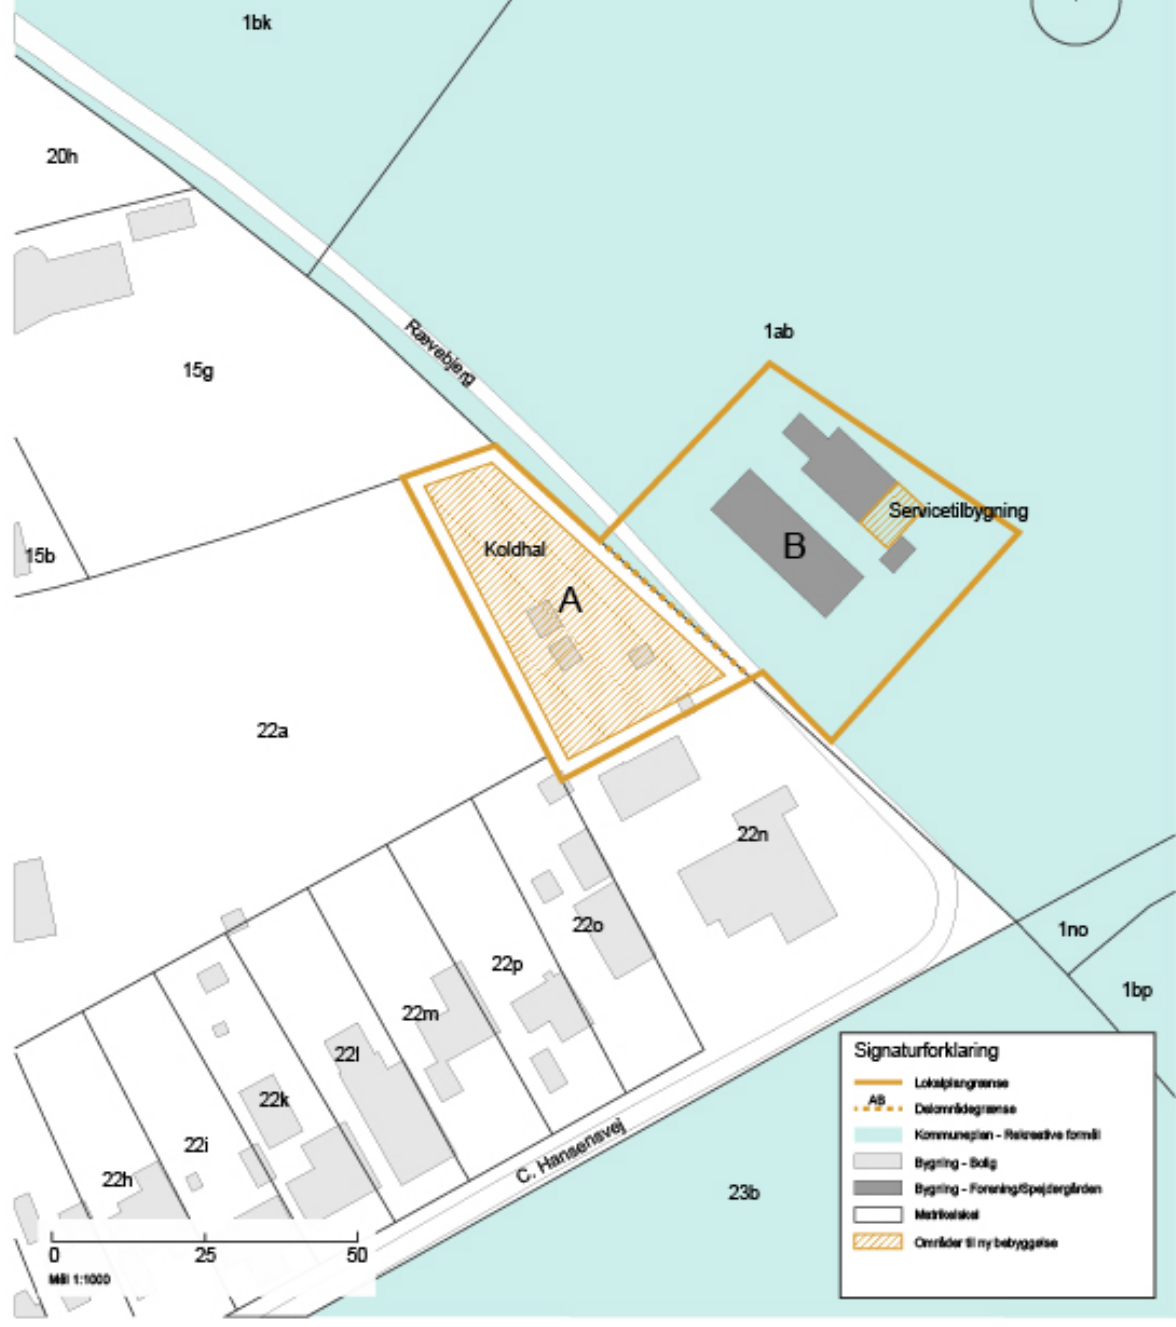 1bk
20h
1ab
Rævebjerg
15g
Servicetilbygning
B
Koldhal
15b
A
22a
22n
22o
1no
22p
1bp
22m
Signaturforklaring
22l
Lokalplangrænse
22k
AB
Delområdegrænse
Kommuneplan - Rekreative formål
22i
C. Hansensvej
Bygning - Bolig
22h
Bygning - Forening/Spejdergården
23b
Matrikelskel
Områder til ny bebyggelse
0 25 50
Mål 1:1000